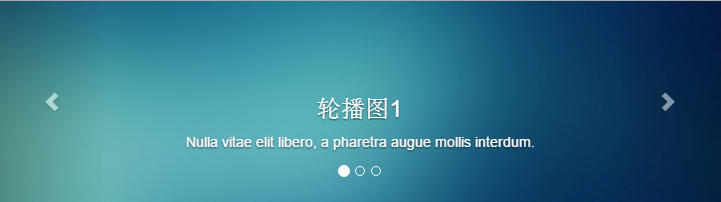 轮播图1
Nulla vitae elit libero, a pharetra augue mollis interdum.